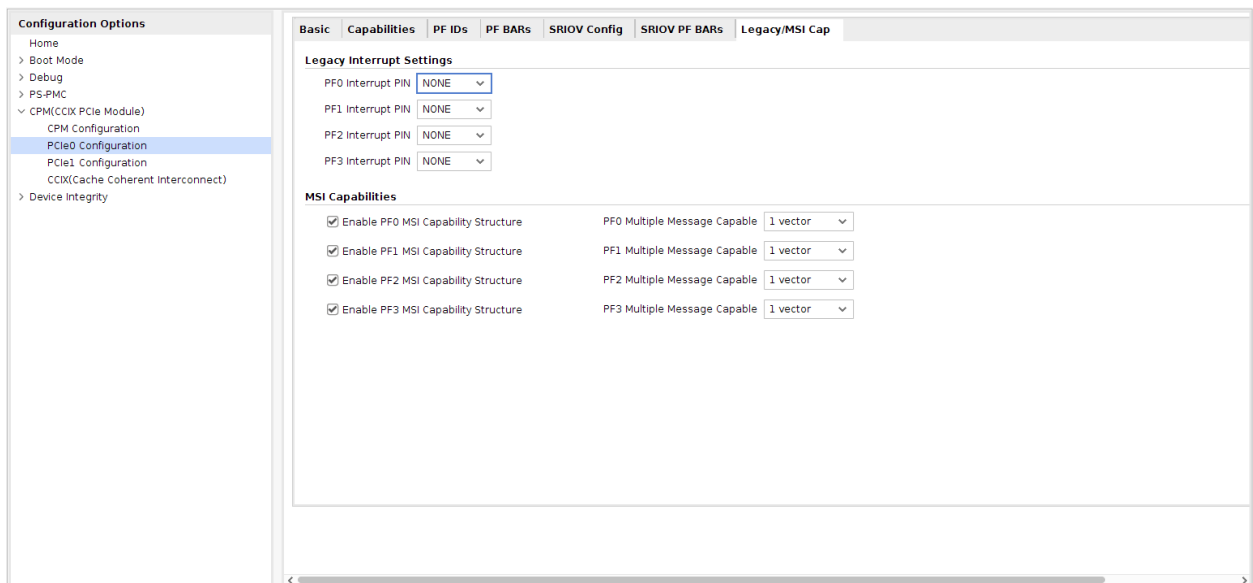 Configuration Options
Home
Boot Mode
Debug
PS-PMC
CPM(CCIX PCIe Module)
CPM Configuration
PCIe0 Configuration
PCIe1 Configuration
CCIX(Cache Coherent Interconnect)
Device Integrity
Basic Capabilities PF IDs PF BARs SRIOV Config SRIOV PF BARs Legacy/MSI Cap
Legacy Interrupt Settings
PF0 Interrupt PIN NONE
PF1 Interrupt PIN NONE
PF2 Interrupt PIN NONE
PF3 Interrupt PIN NONE
MSI Capabilities
Enable PF0 MSI Capability Structure PF0 Multiple Message Capable 1 vector
Enable PF1 MSI Capability Structure PF1 Multiple Message Capable 1 vector
Enable PF2 MSI Capability Structure PF2 Multiple Message Capable 1 vector
Enable PF3 MSI Capability Structure PF3 Multiple Message Capable 1 vector